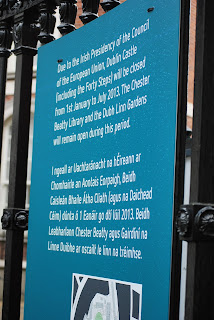 Due to the Irish Presidency of the Council
of the European Union, Dublin Castle
(including the Forty Steps) will be closed
from 1st January to July 2013. The Chester
Beatty Library and the Dubh Linn Gardens
will remain open during this period.
I ngeall ar Uachtaránacht na hÉireann ar
Chomhairle an Aontais Eorpaigh, Beidh
Caisleán Bhaile Átha Cliath (agus na Dáichead
Céim) dúnta ó 1 Eanáir go dtí Iúil 2013. Beidh
Leabharlann Chester Beatty agus Gairdíní na
Linne Duibhe ar oscailt le linn na tréimhse.